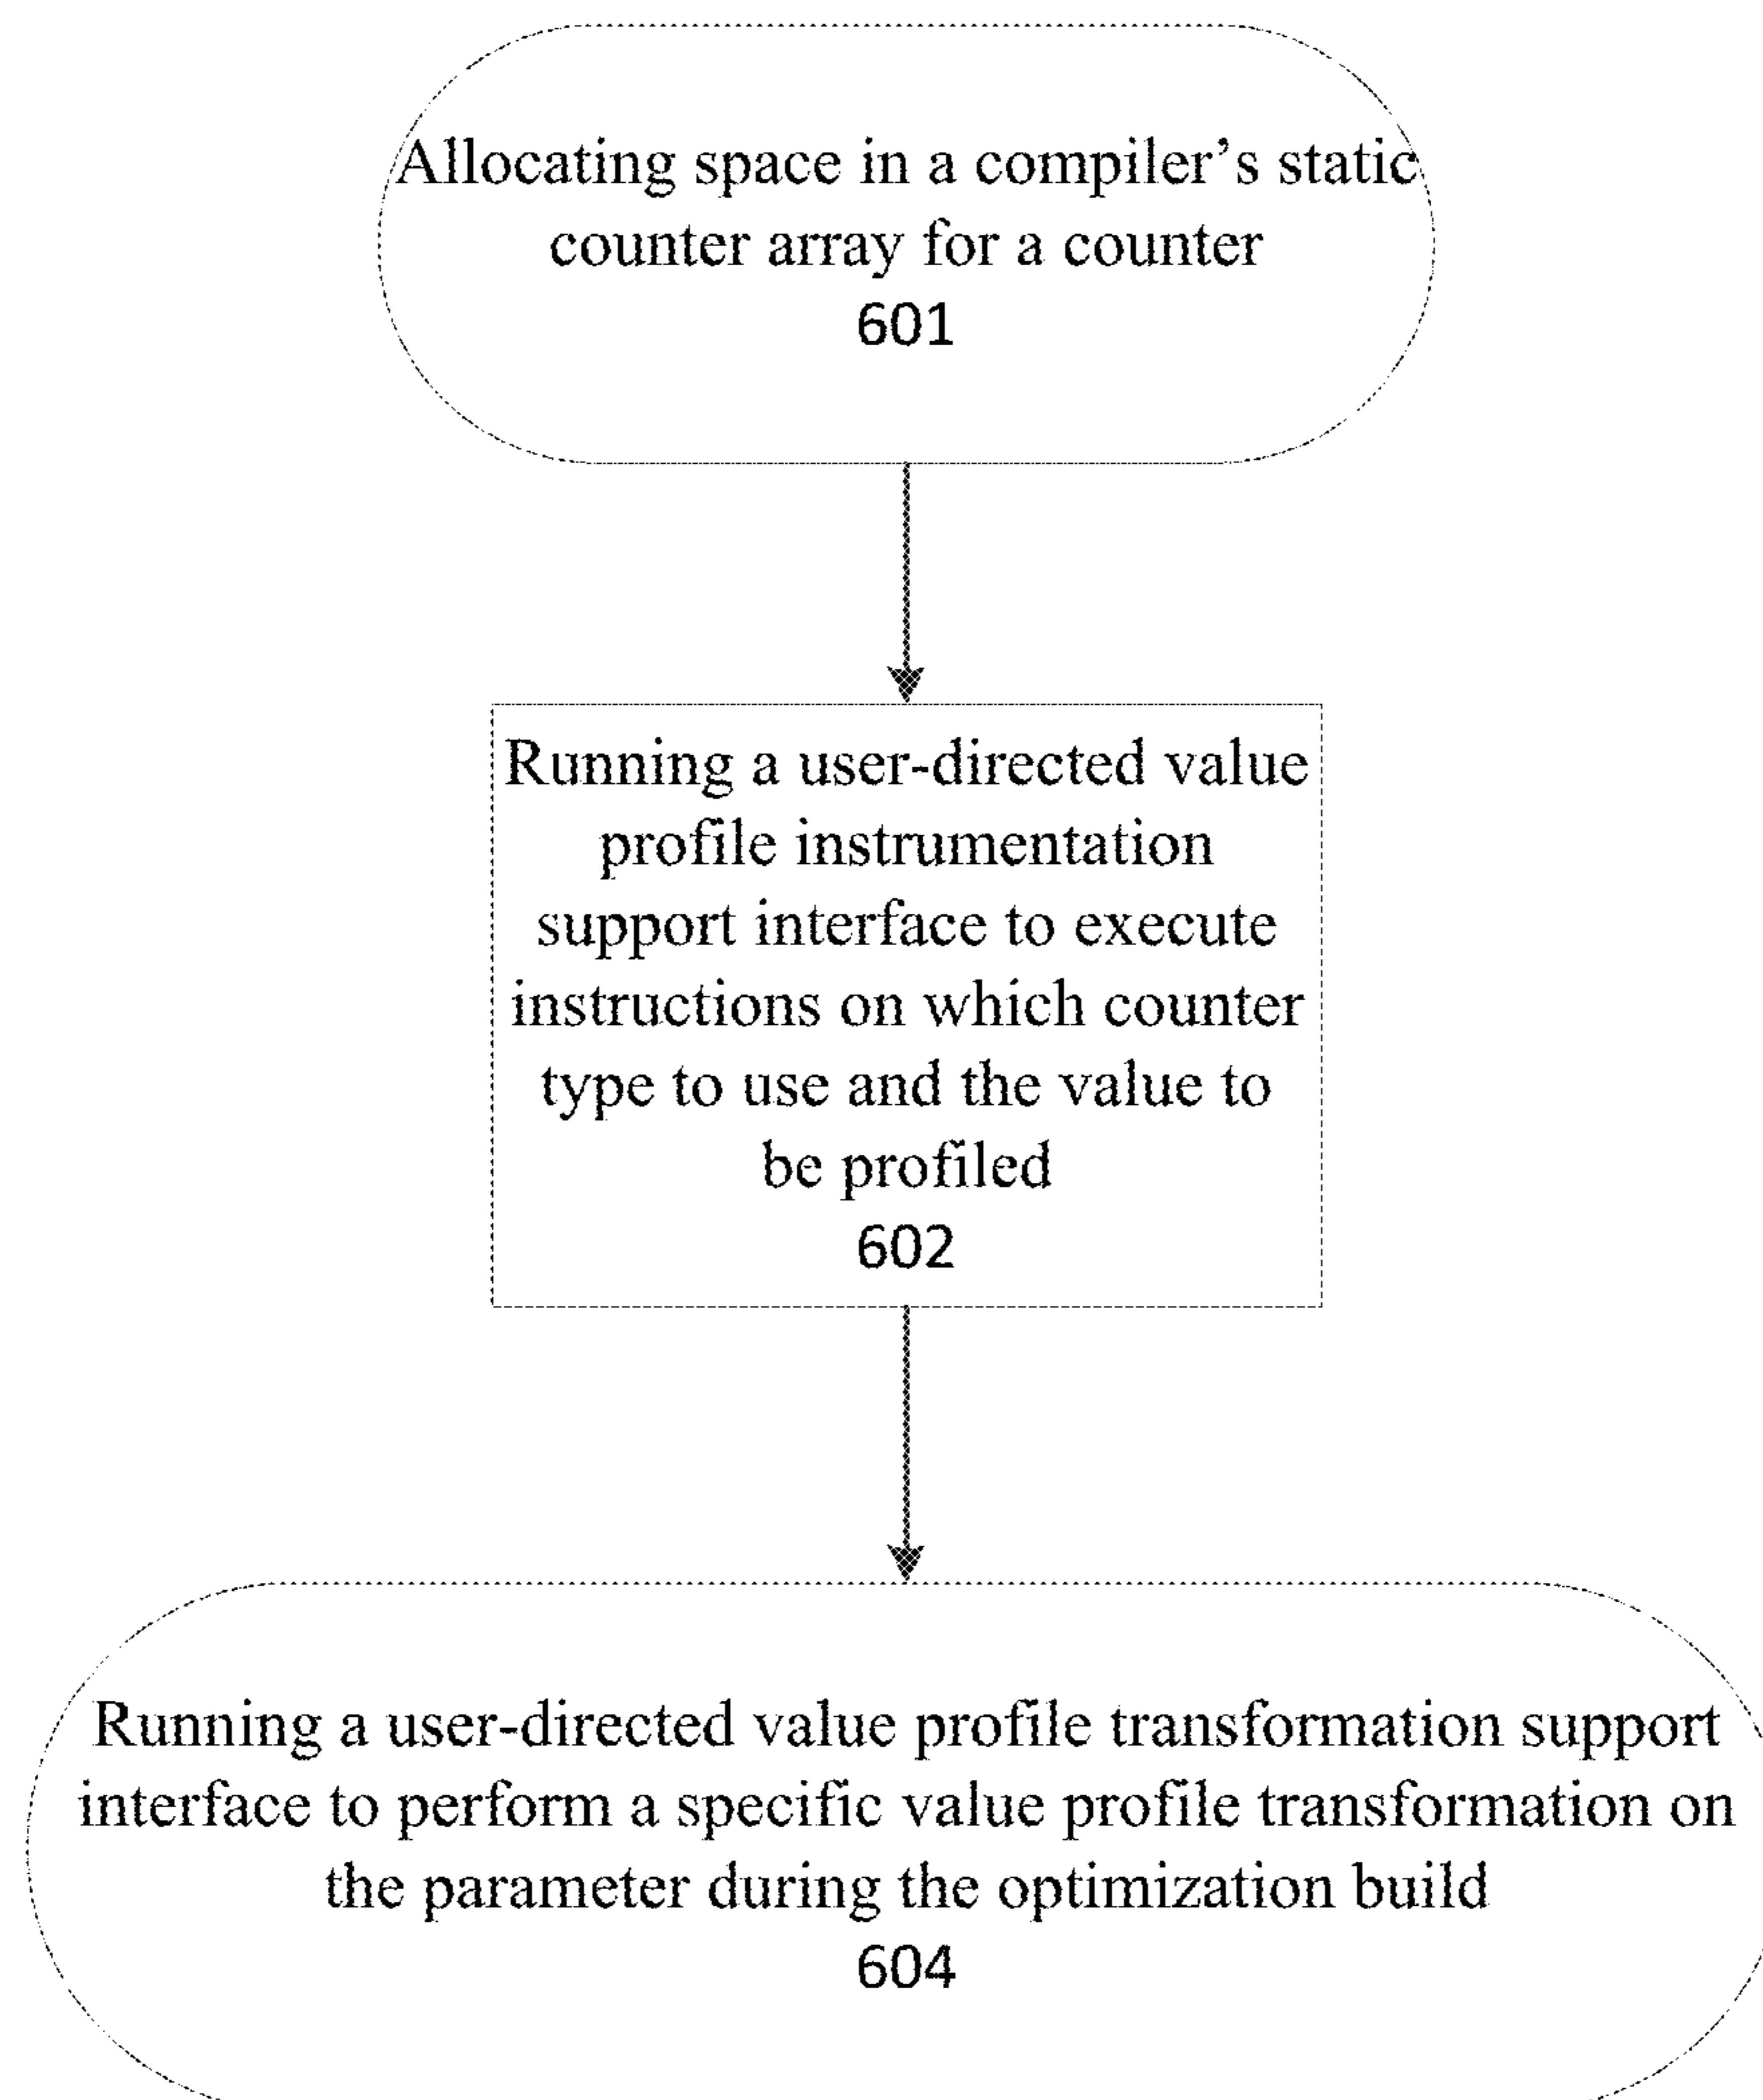 Allocating space in a compiler’s static
counter array for a counter
601
Running a user-directed value
profile instrumentation
support interface to execute
instructions on which counter
type to use and the value to
be profiled
602
Running a user-directed value profile transformation support
interface to perform a specific value profile transformation on
the parameter during the optimization build
604